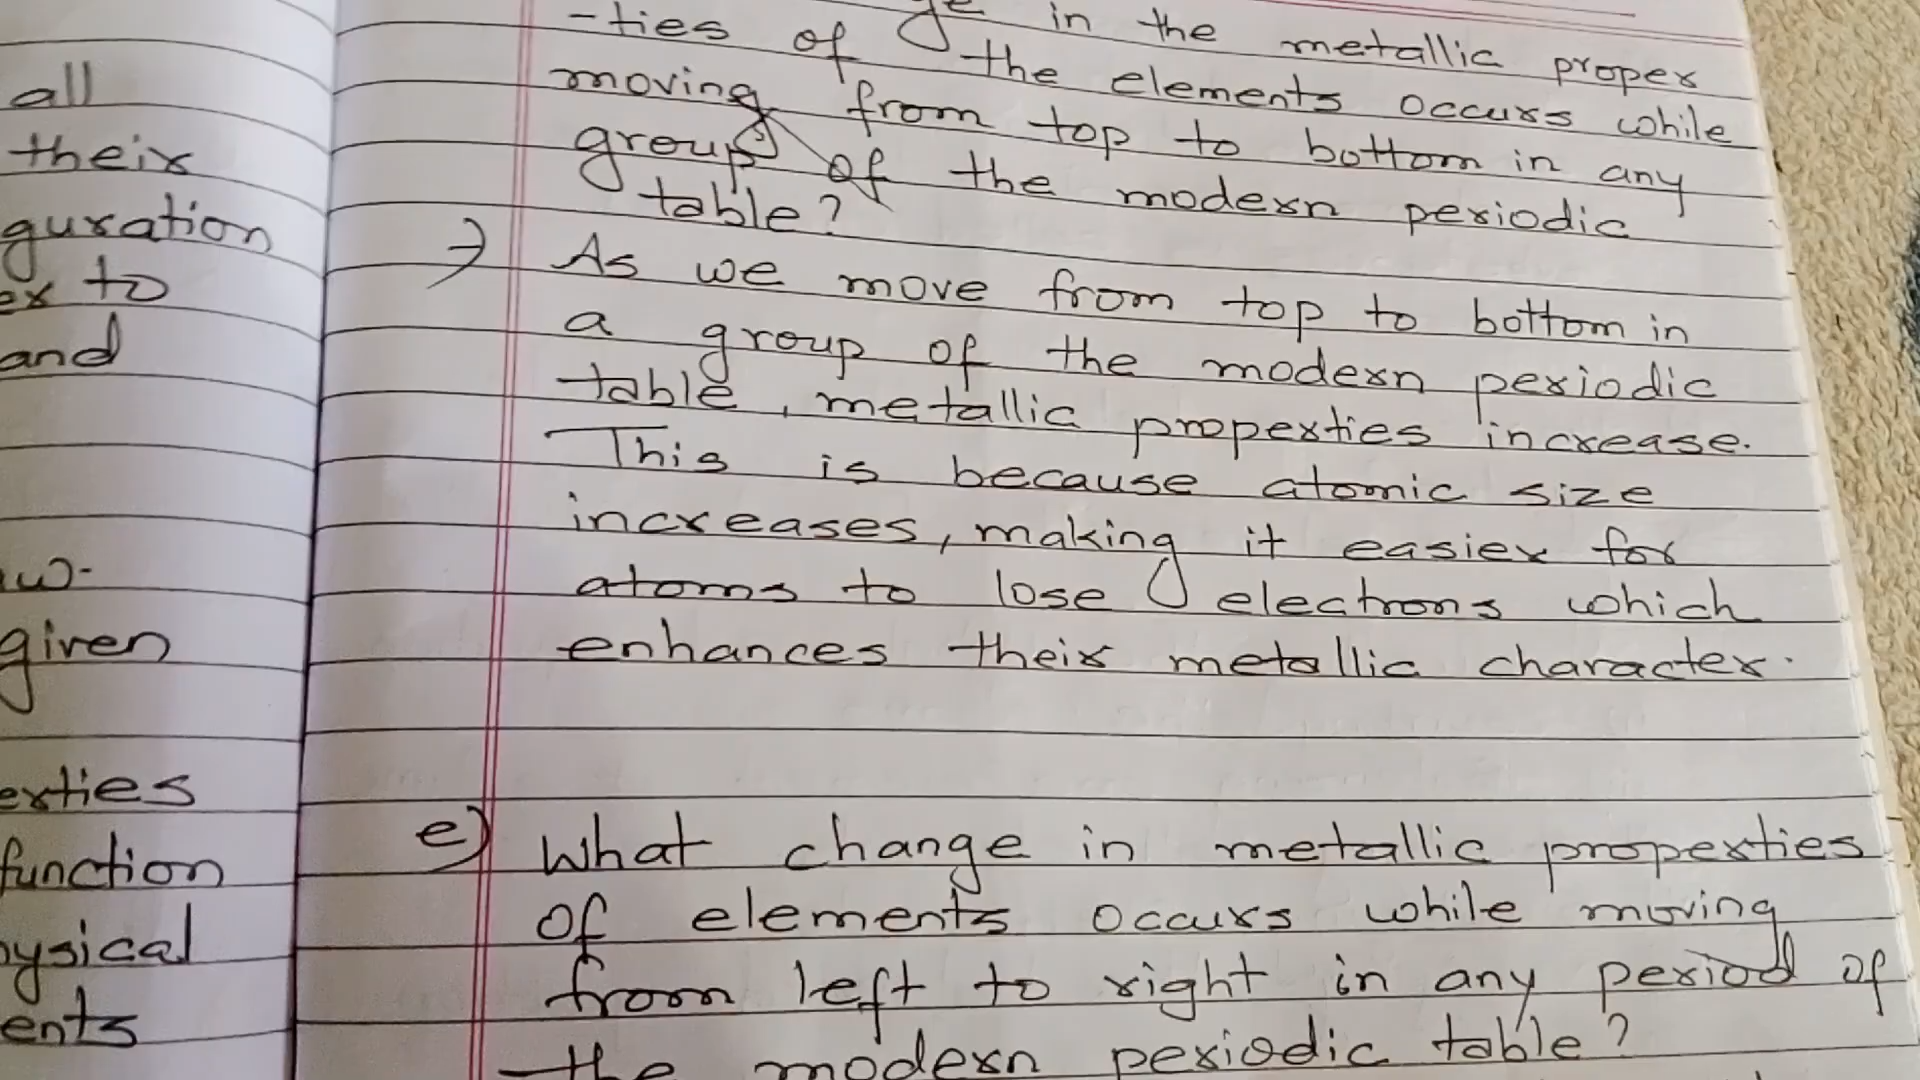 all
their
guration
er to
and
w.
given
erties
function
ysical
ents
in the metallic proper
-ties of the elements occurs while
moving from top to bottom in any
group of the modern periodic
table?
→ As we move from top to bottom in
a group of the modern periodic
table, metallic properties increase.
This is because atomic size
increases, making it easier for
atoms to lose electrons which
enhances their metallic character.
e) What change in metallic properties
of elements occurs while moving
from left to right in any period of
the modern periodic table?